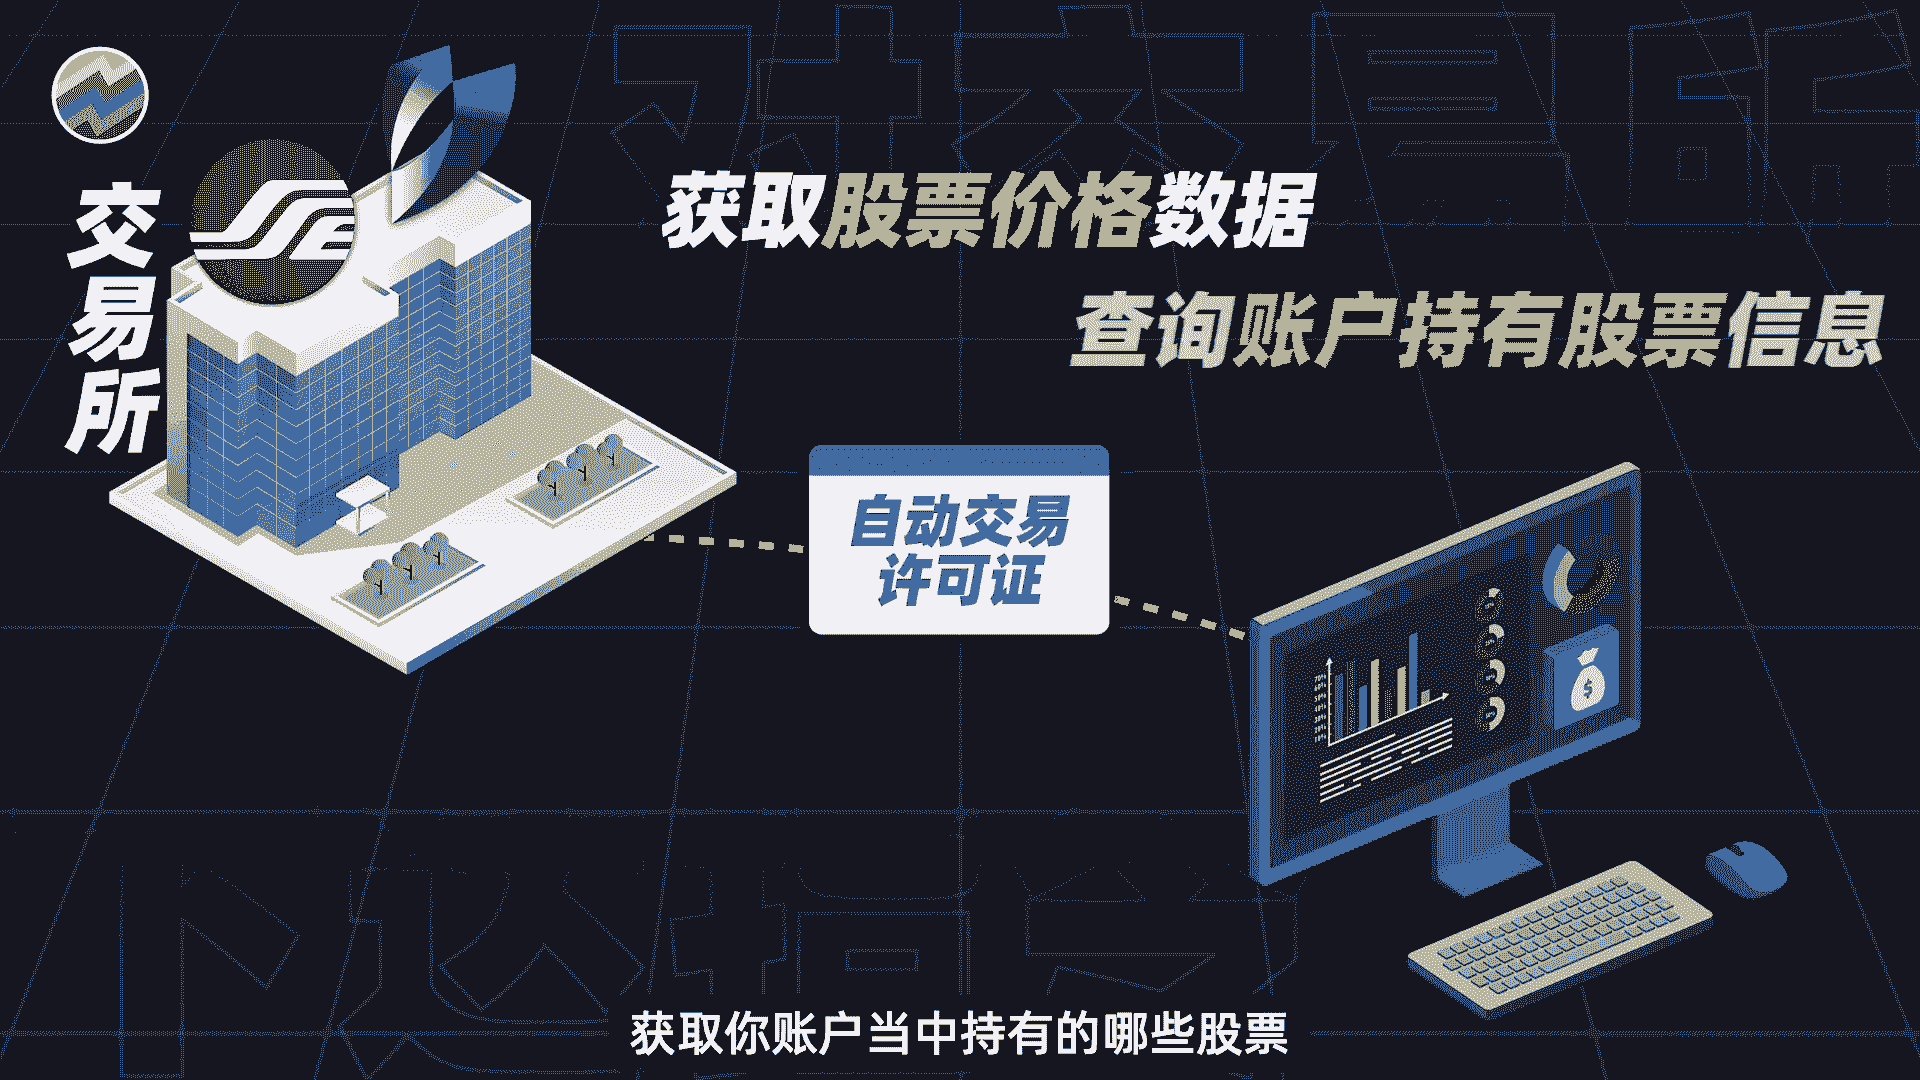 交易所
获取股票价格数据
查询账户持有股票信息
自动交易
许可证
获取你账户当中持有的哪些股票